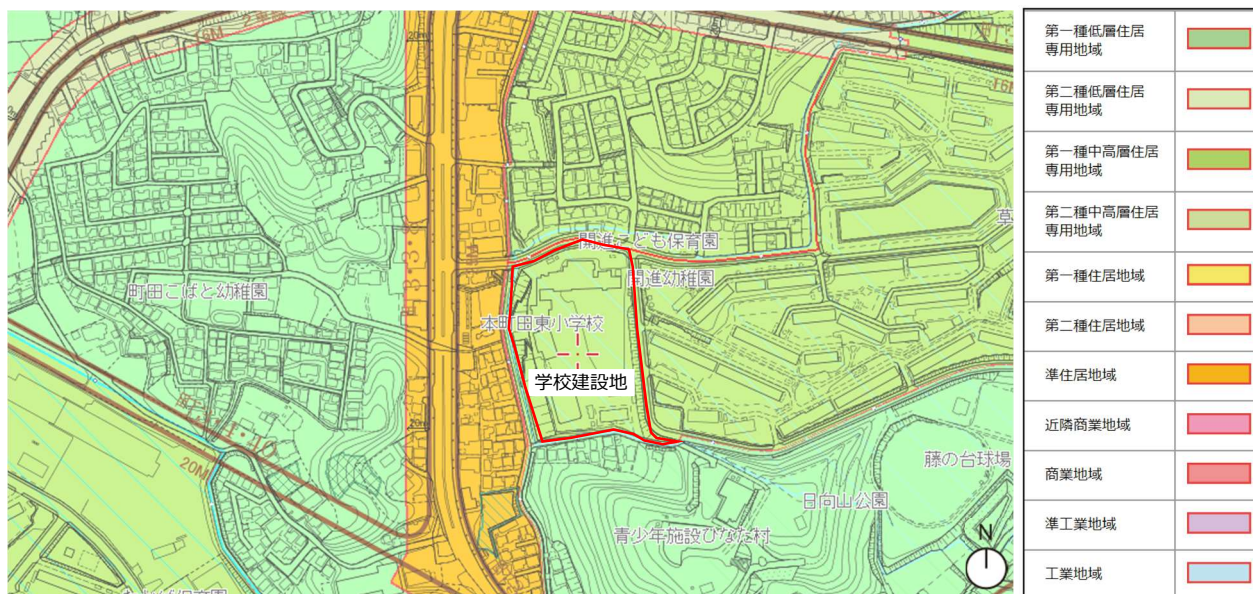 16M
20m
16M
開進こども保育園
草
町田こばと幼稚園
開進幼稚園
本町田東小学校
学校建設地
20M
20m
藤の台球場
日向山公園
青少年施設ひなた村
N
第一種低層住居
専用地域
第二種低層住居
専用地域
第一種中高層住居
専用地域
第二種中高層住居
専用地域
第一種住居地域
第二種住居地域
準住居地域
近隣商業地域
商業地域
準工業地域
工業地域